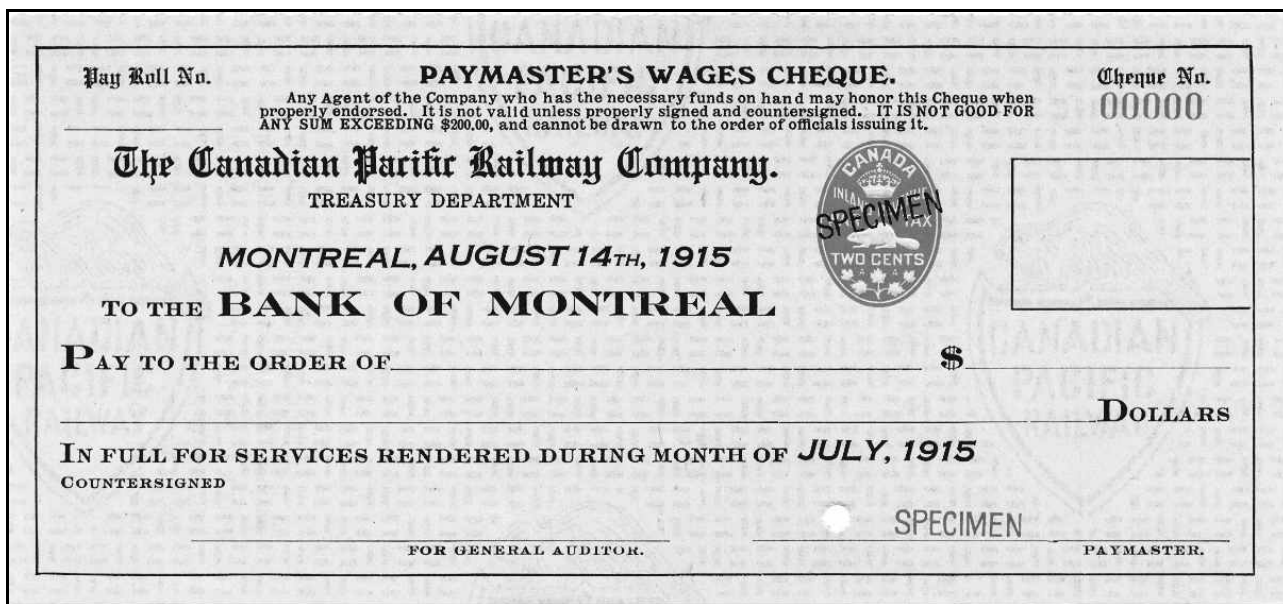 Pay Roll No.
PAYMASTER'S WAGES CHEQUE.
Cheque No.
00000
Any Agent of the Company who has the necessary funds on hand may honor this Cheque when
properly endorsed. It is not valid unless properly signed and countersigned. IT IS NOT GOOD FOR
ANY SUM EXCEEDING $200.00, and cannot be drawn to the order of officials issuing it.
The Canadian Pacific Railway Company.
TREASURY DEPARTMENT
CANADA
SPECIMEN
TAX
TWO CENTS
MONTREAL, AUGUST 14TH, 1915
TO THE BANK OF MONTREAL
PAY TO THE ORDER OF $
DOLLARS
IN FULL FOR SERVICES RENDERED DURING MONTH OF JULY, 1915
COUNTERSIGNED
SPECIMEN
FOR GENERAL AUDITOR.
PAYMASTER.
CANADIAN
PACIFIC
RAILWAY